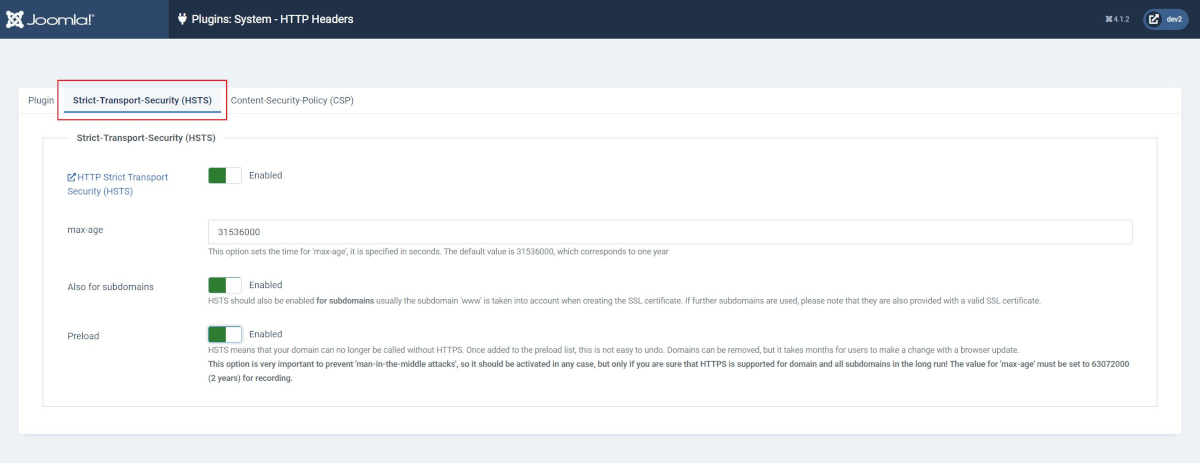 Joomla!
Plugins: System - HTTP Headers
4.1.2
dev2
Plugin
Strict-Transport-Security (HSTS)
Content-Security-Policy (CSP)
Strict-Transport-Security (HSTS)
HTTP Strict Transport
Security (HSTS)
Enabled
max-age
31536000
This option sets the time for 'max-age', it is specified in seconds. The default value is 31536000, which corresponds to one year
Also for subdomains
Enabled
HSTS should also be enabled for subdomains usually the subdomain 'www' is taken into account when creating the SSL certificate. If further subdomains are used, please note that they are also provided with a valid SSL certificate.
Preload
Enabled
HSTS means that your domain can no longer be called without HTTPS. Once added to the preload list, this is not easy to undo. Domains can be removed, but it takes months for users to make a change with a browser update.
This option is very important to prevent 'man-in-the-middle attacks', so it should be activated in any case, but only if you are sure that HTTPS is supported for domain and all subdomains in the long run! The value for 'max-age' must be set to 63072000
(2 years) for recording.